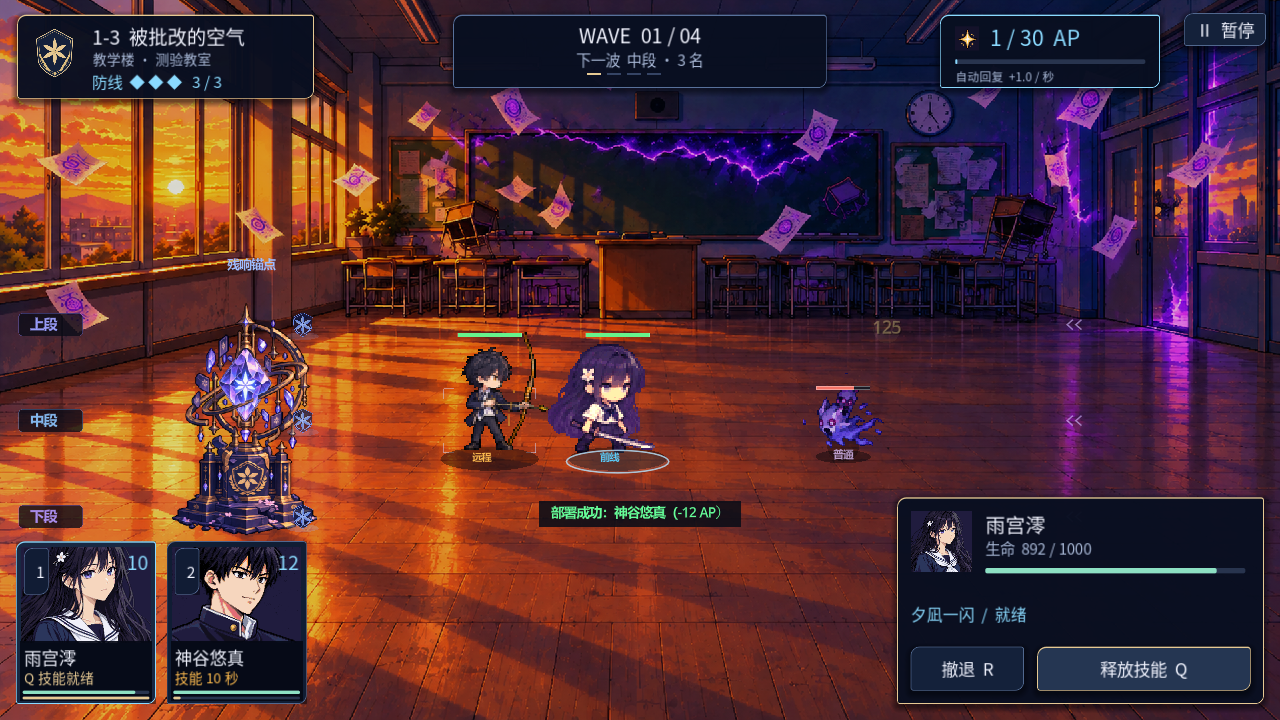 1-3 被批改的空气
教学楼 · 测验教室
防线 3 / 3
WAVE 01 / 04
下一波 中段 · 3 名
1 / 30 AP
自动回复 +1.0 / 秒
暂停
残响锚点
上段
中段
下段
125
远程
前线
普通
部署成功：神谷悠真（-12 AP）
1
10
雨宫澪
Q 技能就绪
2
12
神谷悠真
技能 10 秒
雨宫澪
生命 892 / 1000
夕凪一闪 / 就绪
撤退 R
释放技能 Q